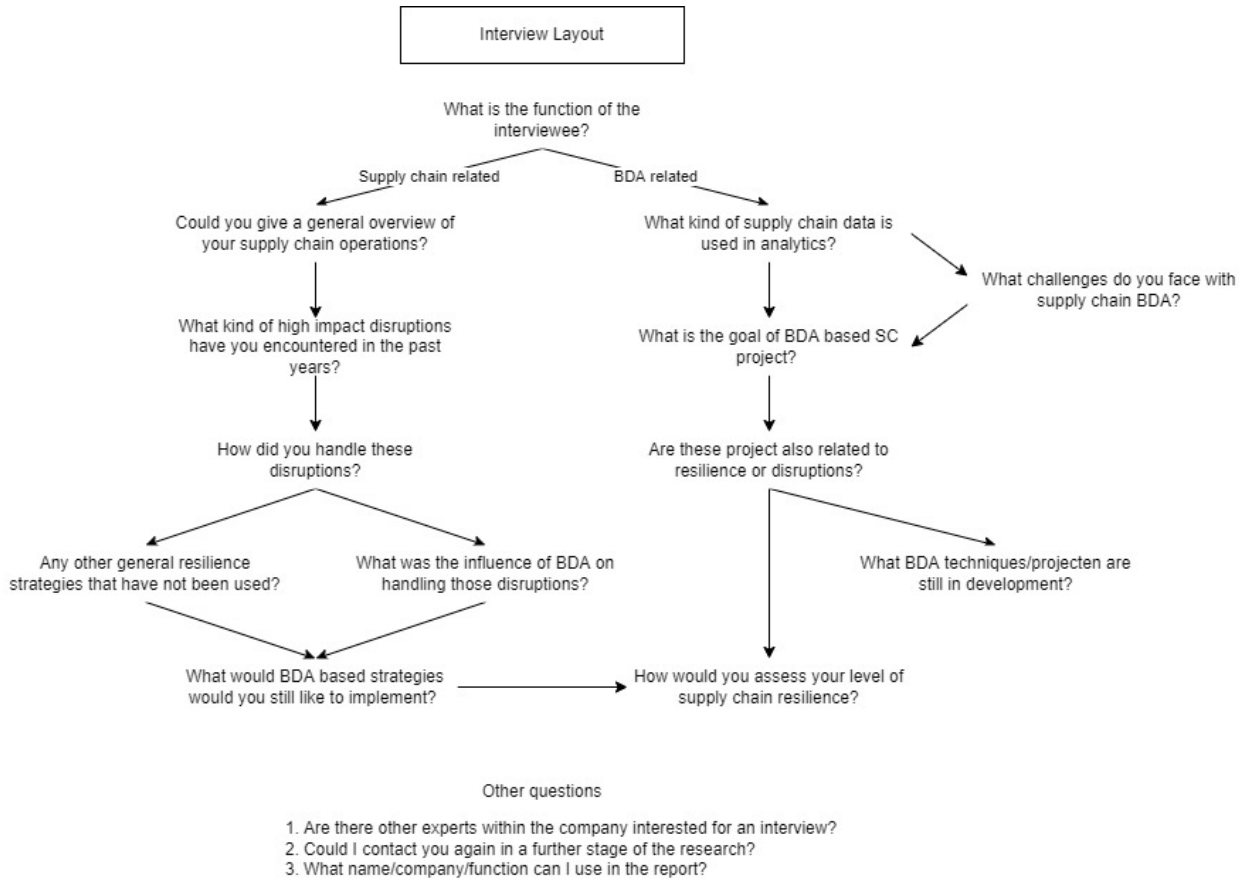 Interview Layout
What is the function of the
interviewee?
Supply chain related
BDA related
Could you give a general overview of
your supply chain operations?
What kind of supply chain data is
used in analytics?
What challenges do you face with
supply chain BDA?
What kind of high impact disruptions
have you encountered in the past
years?
What is the goal of BDA based SC
project?
How did you handle these
disruptions?
Are these project also related to
resilience or disruptions?
Any other general resilience
strategies that have not been used?
What was the influence of BDA on
handling those disruptions?
What BDA techniques/projecten are
still in development?
What would BDA based strategies
would you still like to implement?
How would you assess your level of
supply chain resilience?
Other questions
1. Are there other experts within the company interested for an interview?
2. Could I contact you again in a further stage of the research?
3. What name/company/function can I use in the report?